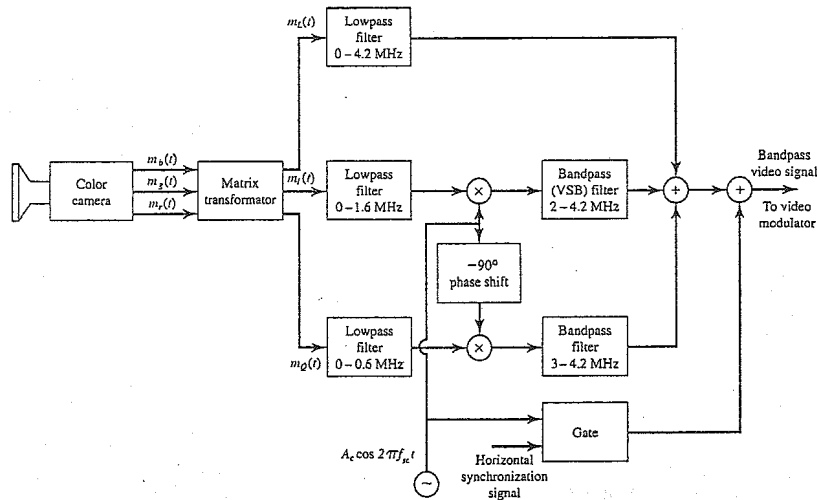 m_L(t)
Lowpass
filter
0 – 4.2 MHz
Color
camera
m_b(t)
m_g(t)
m_r(t)
Matrix
transformator
m_I(t)
Lowpass
filter
0 – 1.6 MHz
×
Bandpass
(VSB) filter
2 – 4.2 MHz
+
+
Bandpass
video signal
To video
modulator
−90°
phase shift
m_Q(t)
Lowpass
filter
0 – 0.6 MHz
×
Bandpass
filter
3 – 4.2 MHz
A_c cos 2πf_sc t
~
Horizontal
synchronization
signal
Gate